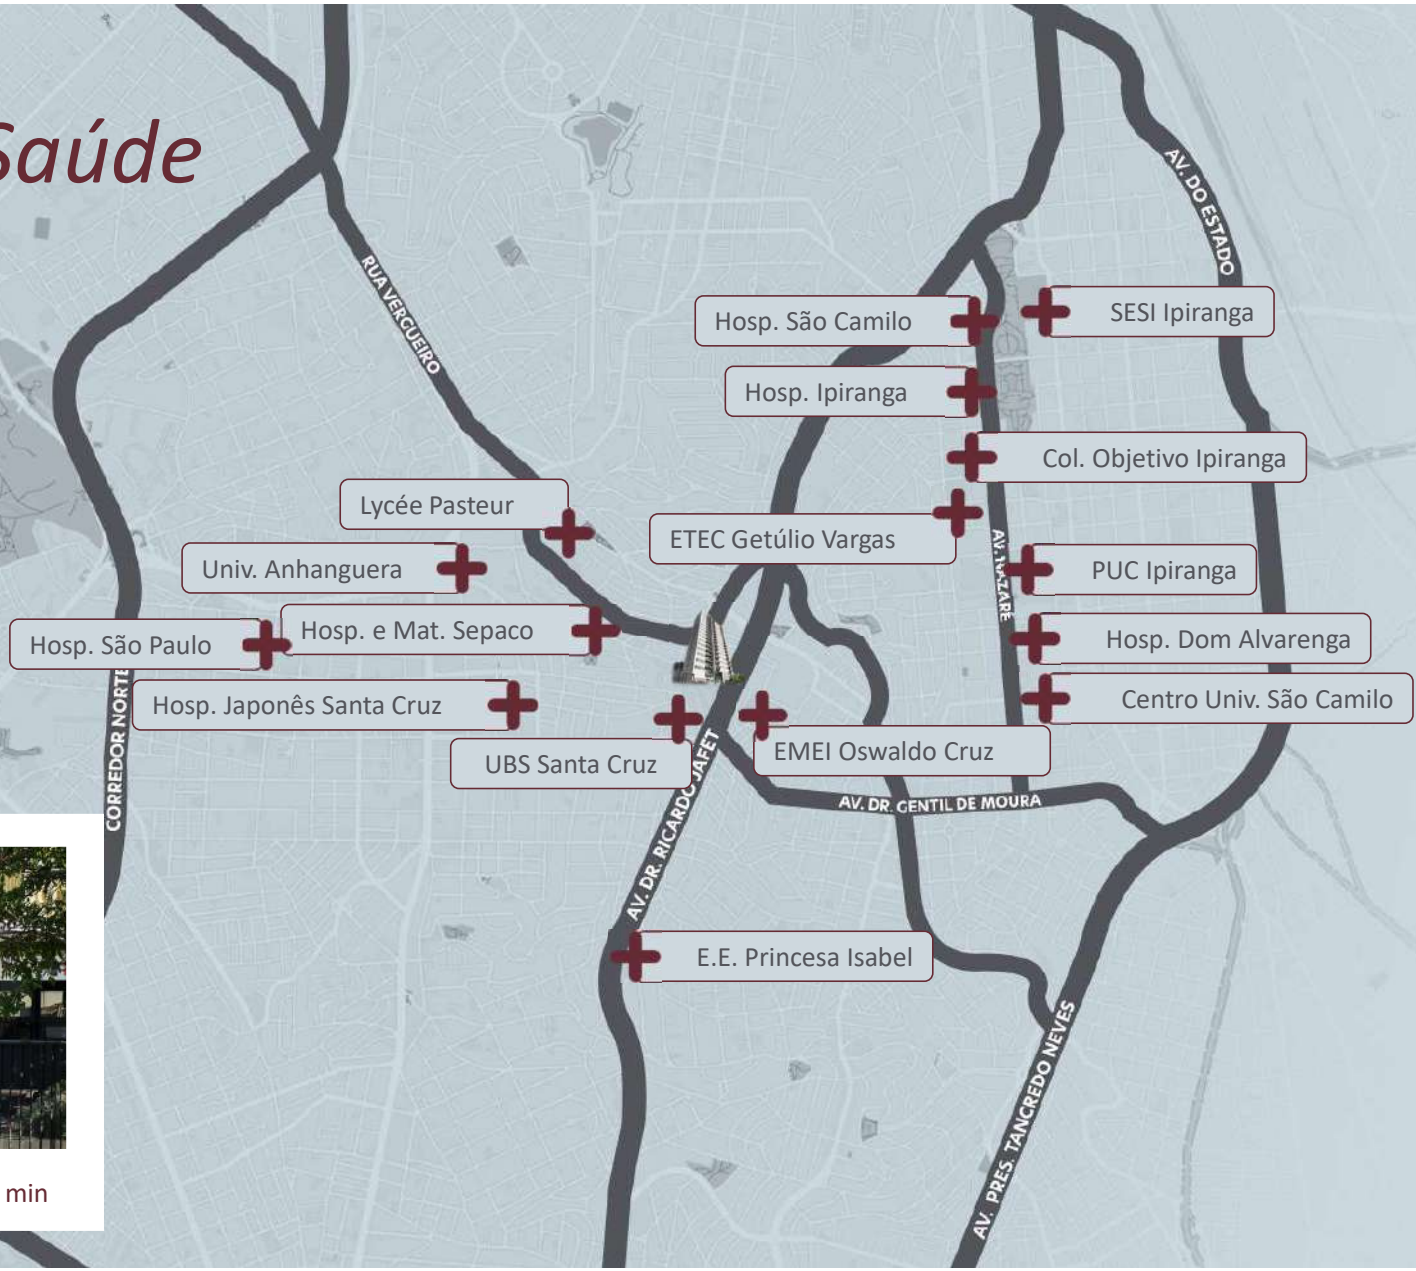 Saúde
AV. DO ESTADO
RUA VERGUEIRO
Hosp. São Camilo
SESI Ipiranga
Hosp. Ipiranga
Col. Objetivo Ipiranga
Lycée Pasteur
ETEC Getúlio Vargas
AV. NAZARÉ
Univ. Anhanguera
PUC Ipiranga
Hosp. São Paulo
Hosp. e Mat. Sepaco
Hosp. Dom Alvarenga
Hosp. Japonês Santa Cruz
Centro Univ. São Camilo
CORREDOR NORTE
UBS Santa Cruz
EMEI Oswaldo Cruz
AV. DR. RICARDO JAFET
AV. DR. GENTIL DE MOURA
E.E. Princesa Isabel
AV. PRES. TANCREDO NEVES
min